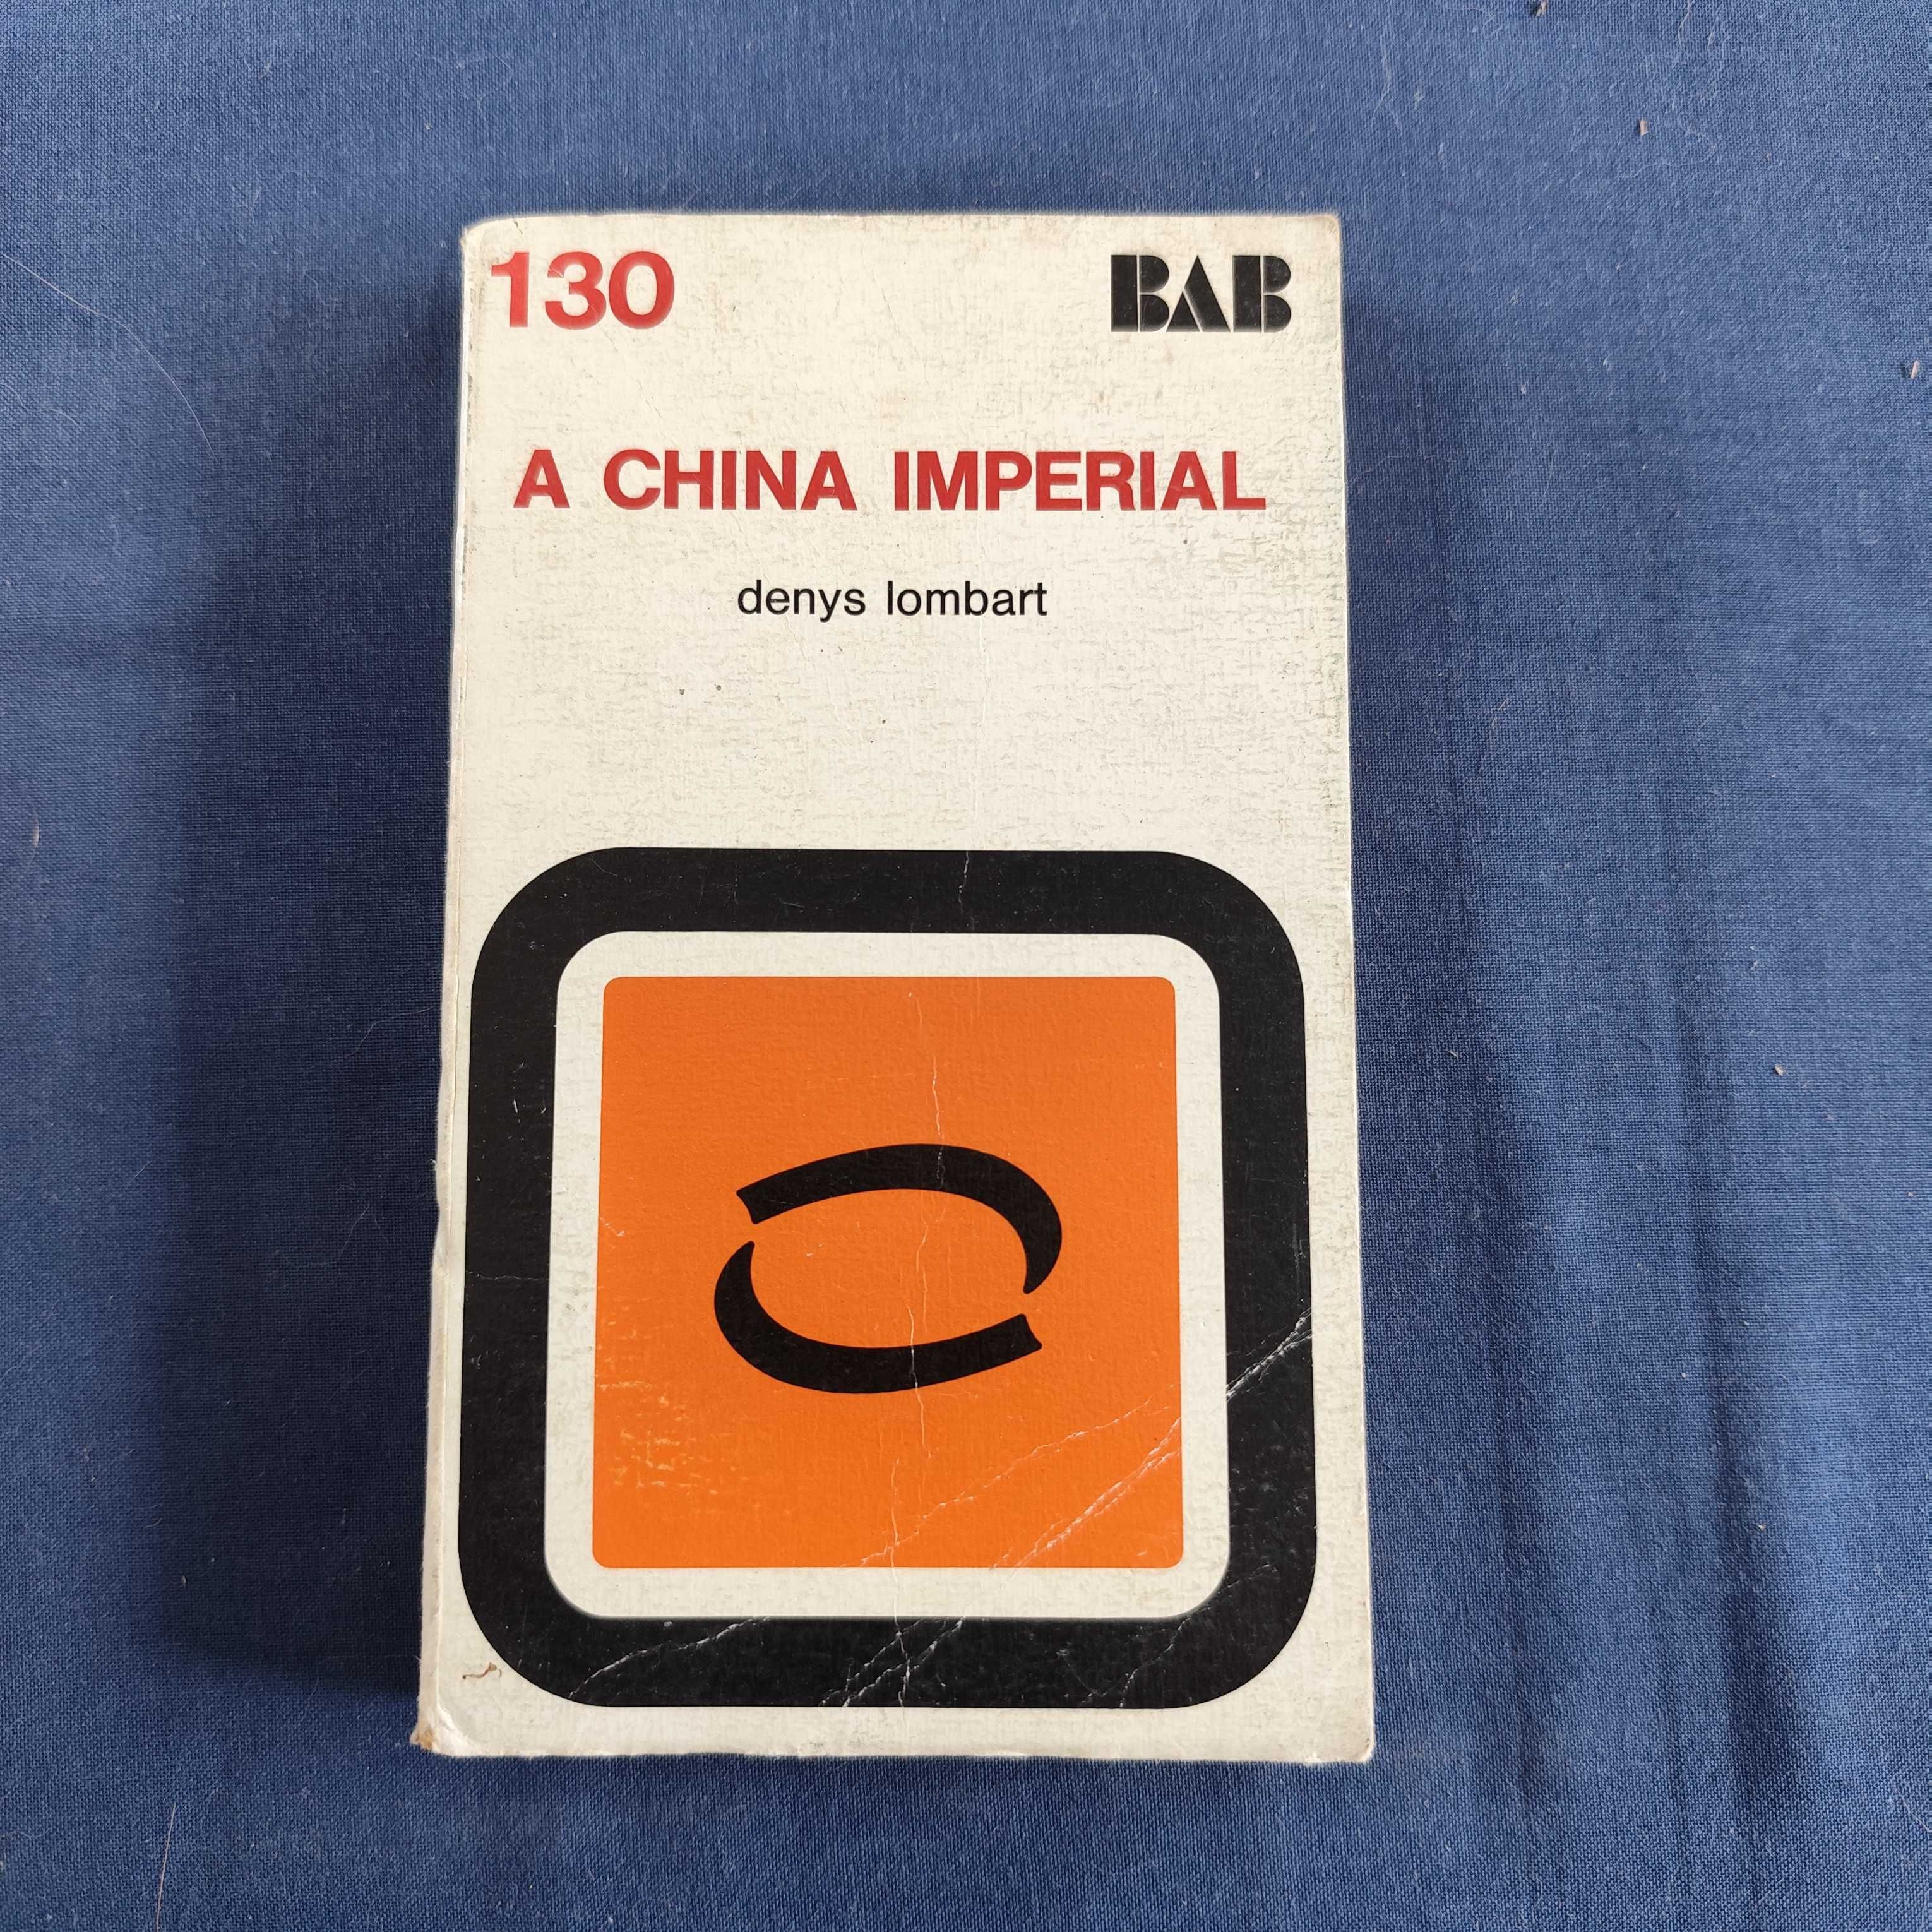 130
BAB
A CHINA IMPERIAL
denys lombart